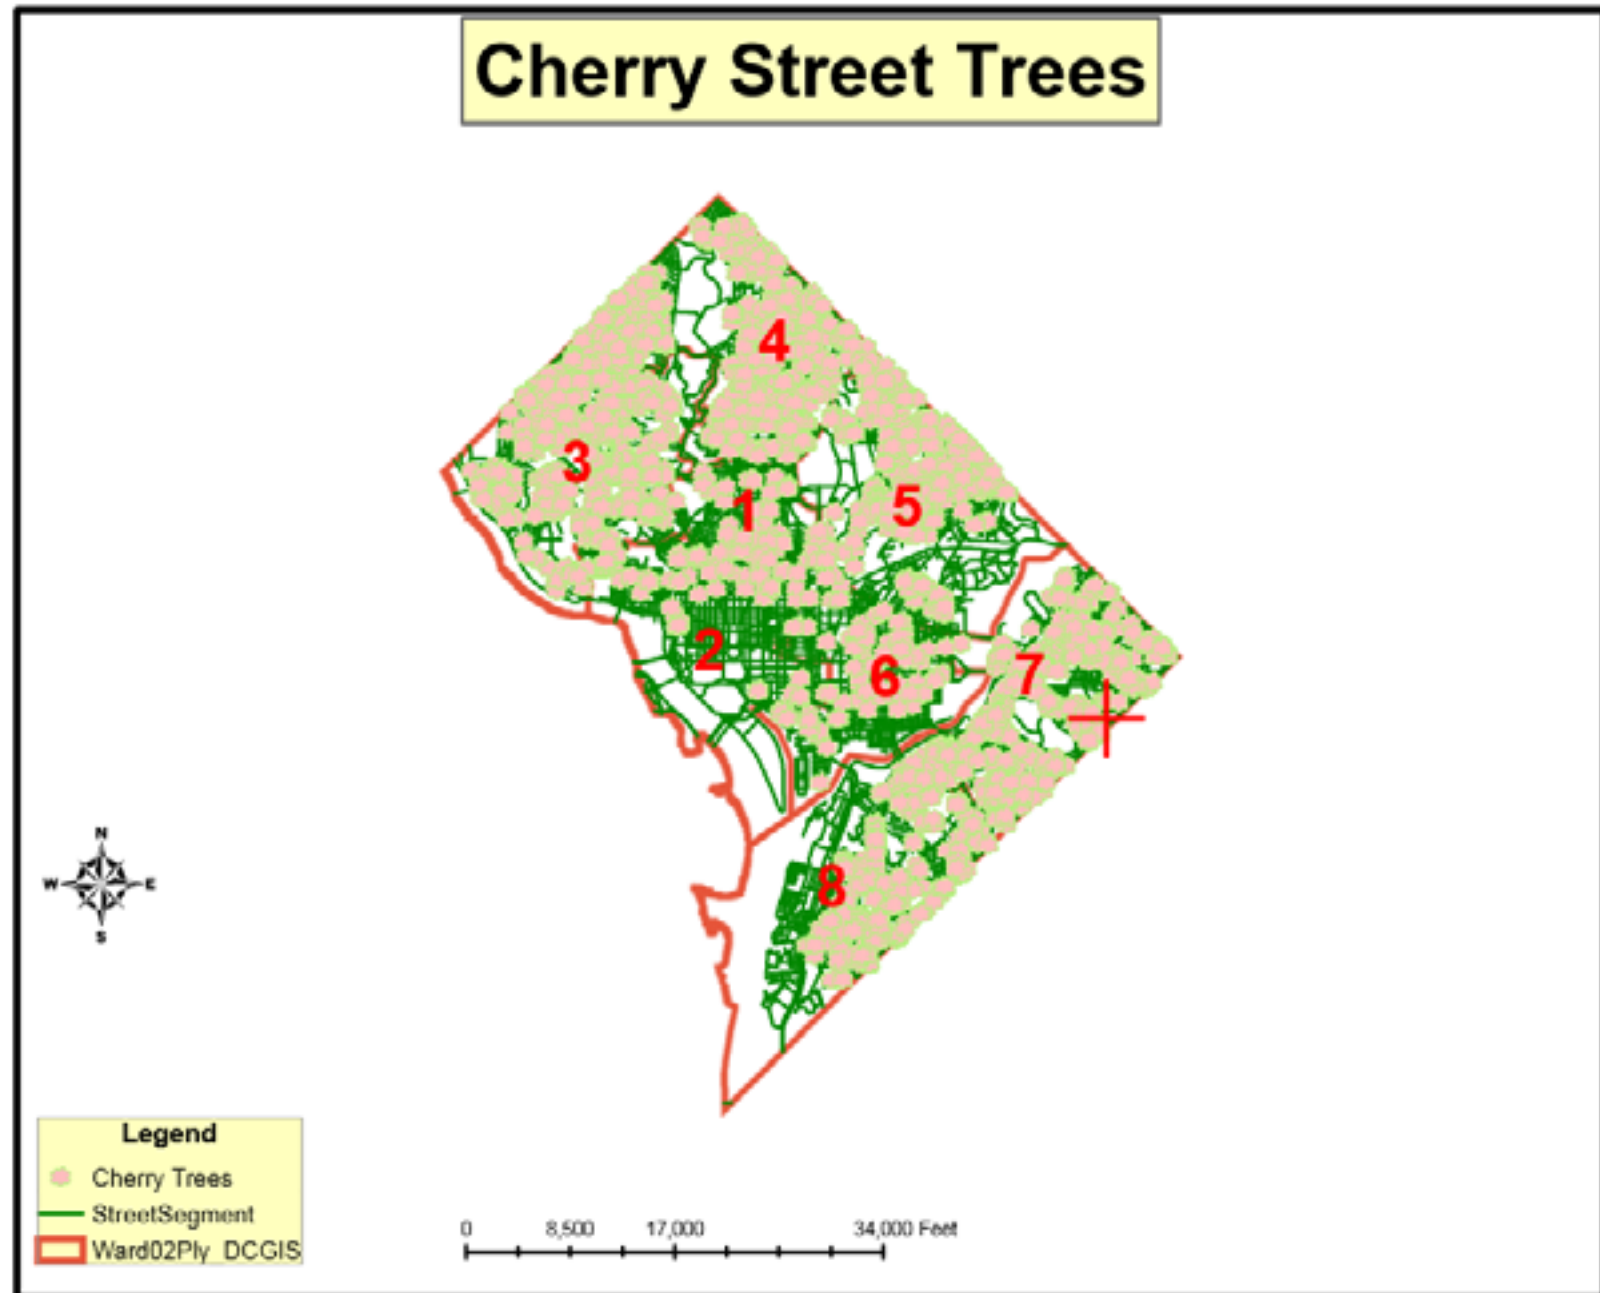 Cherry Street Trees
4
3
1
5
2
6
7
8
N
W E
S
Legend
Cherry Trees
StreetSegment
Ward02Ply_DCGIS
0 8,500 17,000 34,000 Feet